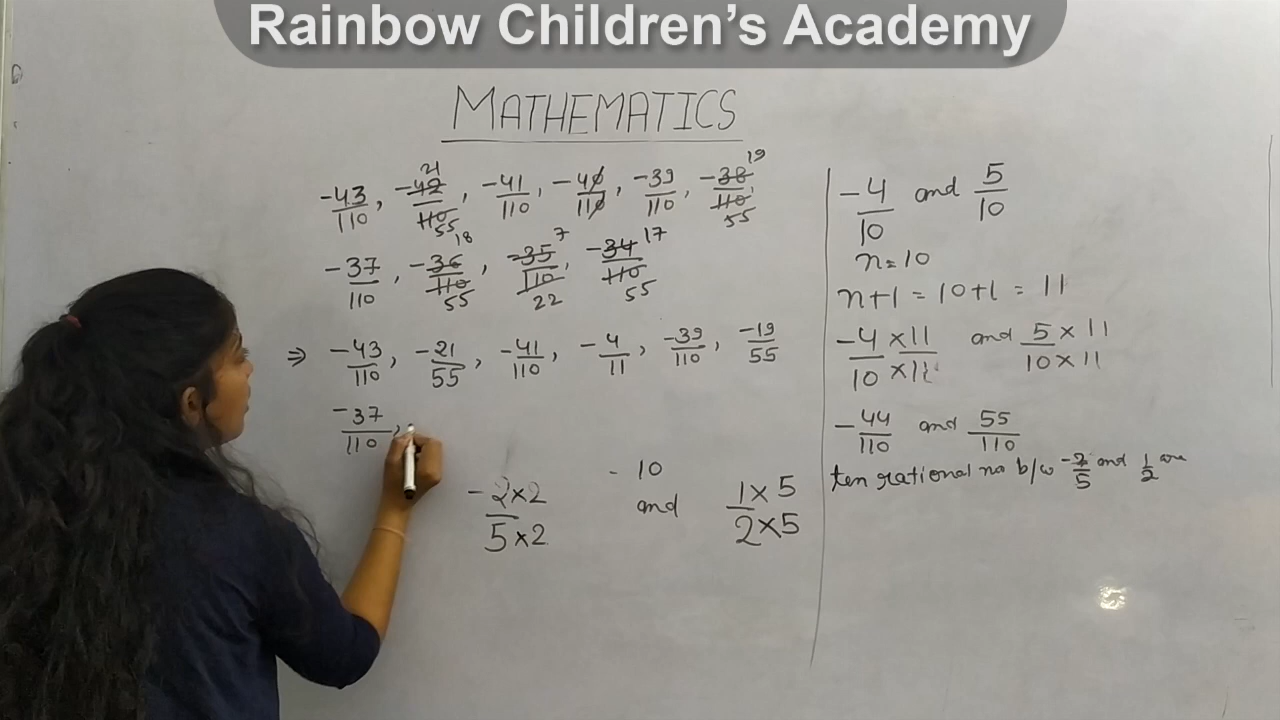 Rainbow Children's Academy
MATHEMATICS
-43/110, -42/110 21 55, -41/110, -40/110, -39/110, -38/110 19 55,
-37/110, -36/110 18 55, -35/110 7 22, -34/110 17 55
⇒ -43/110, -21/55, -41/110, -4/11, -39/110, -19/55
-37/110,
- 10
-2×2/5×2 and 1×5/2×5
-4/10 and 5/10
n=10
n+1 = 10+1 = 11
-4×11/10×11 and 5×11/10×11
-44/110 and 55/110
ten rational no b/w -2/5 and 1/2 are